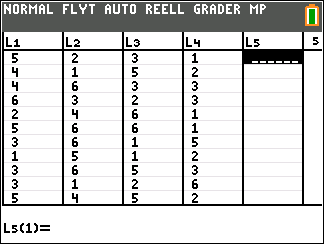 NORMAL FLYT AUTO REELL GRADER MP
L1 L2 L3 L4 L5 5
5 2 3 1 ------
4 1 5 2
4 6 3 3
6 3 2 3
2 4 6 1
5 6 6 1
3 6 1 5
1 5 1 2
3 3 5 2
3 1 2 6
5 4 5 2
L5(1)=